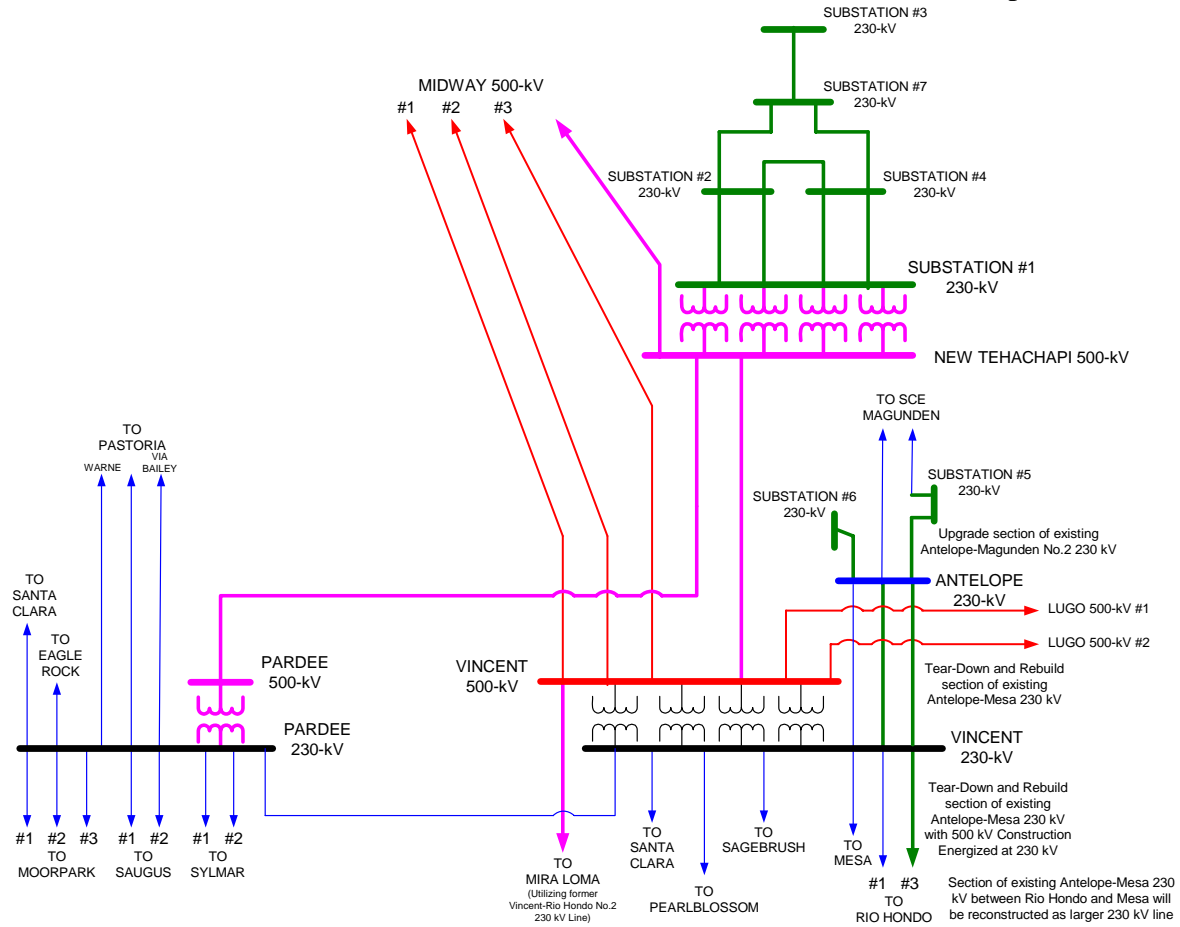 SUBSTATION #3
230-kV
MIDWAY 500-kV
#1
#2
#3
SUBSTATION #7
230-kV
SUBSTATION #2
230-kV
SUBSTATION #4
230-kV
SUBSTATION #1
230-kV
NEW TEHACHAPI 500-kV
TO SCE
MAGUNDEN
TO
PASTORIA
WARNE
VIA
BAILEY
SUBSTATION #6
230-kV
SUBSTATION #5
230-kV
Upgrade section of existing
Antelope-Magunden No.2 230 kV
TO
SANTA
CLARA
ANTELOPE
230-kV
LUGO 500-kV #1
LUGO 500-kV #2
TO
EAGLE
ROCK
PARDEE
500-kV
VINCENT
500-kV
Tear-Down and Rebuild
section of existing
Antelope-Mesa 230 kV
PARDEE
230-kV
VINCENT
230-kV
Tear-Down and Rebuild
section of existing
Antelope-Mesa 230 kV
with 500 kV Construction
Energized at 230 kV
#1
#2
#3
#1
#2
#1
#2
TO
MOORPARK
TO
SAUGUS
TO
SYLMAR
TO
MIRA LOMA
(Utilizing former
Vincent-Rio Hondo No.2
230 kV Line)
TO
SANTA
CLARA
TO
PEARLBLOSSOM
TO
SAGEBRUSH
TO
MESA
#1
#3
TO
RIO HONDO
Section of existing Antelope-Mesa 230
kV between Rio Hondo and Mesa will
be reconstructed as larger 230 kV line